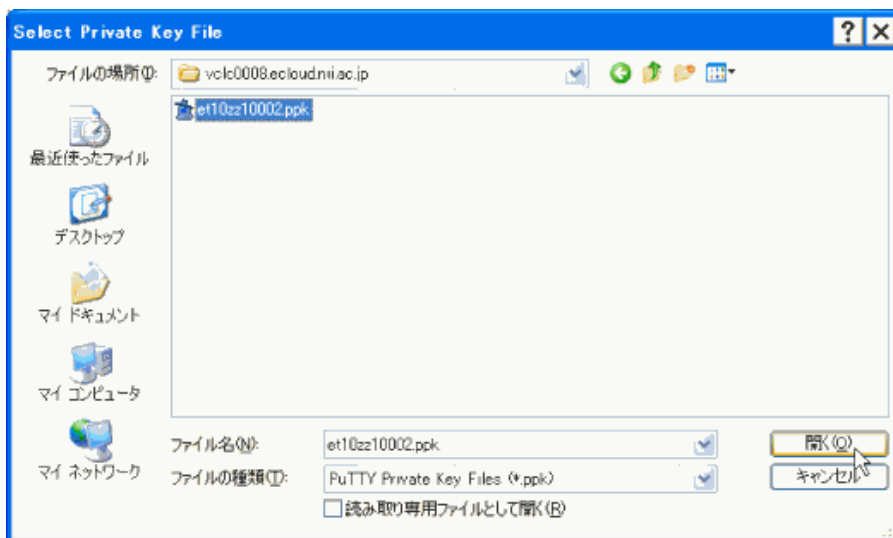 Select Private Key File
ファイルの場所(I):
vclc0008.ecloud.nii.ac.jp
et10zz10002.ppk
最近使ったファイル
デスクトップ
マイ ドキュメント
マイ コンピュータ
マイ ネットワーク
ファイル名(N):
et10zz10002.ppk
開く(O)
ファイルの種類(T):
PuTTY Private Key Files (*.ppk)
キャンセル
読み取り専用ファイルとして開く(R)